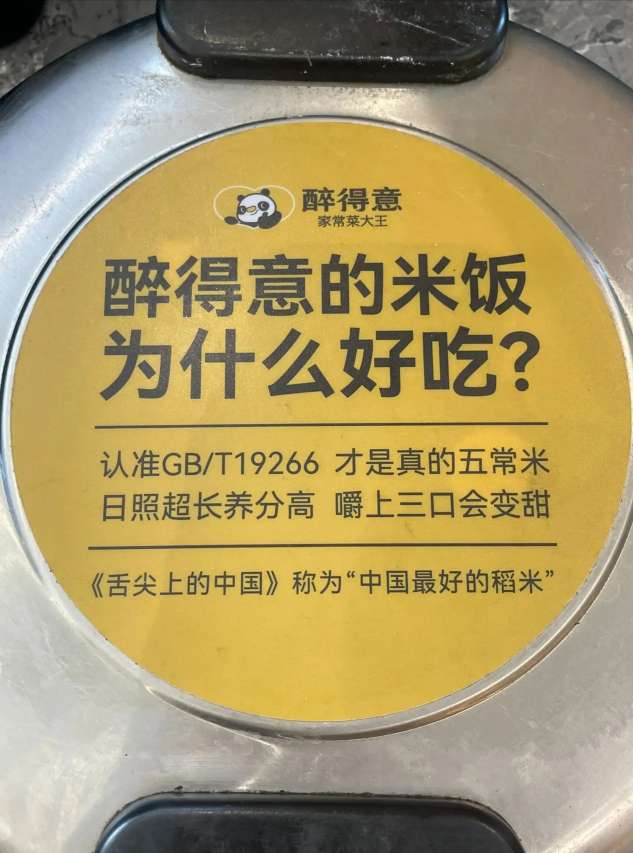 醉得意
家常菜大王
醉得意的米饭
为什么好吃?
认准GB/T19266 才是真的五常米
日照超长养分高 嚼上三口会变甜
《舌尖上的中国》称为“中国最好的稻米”